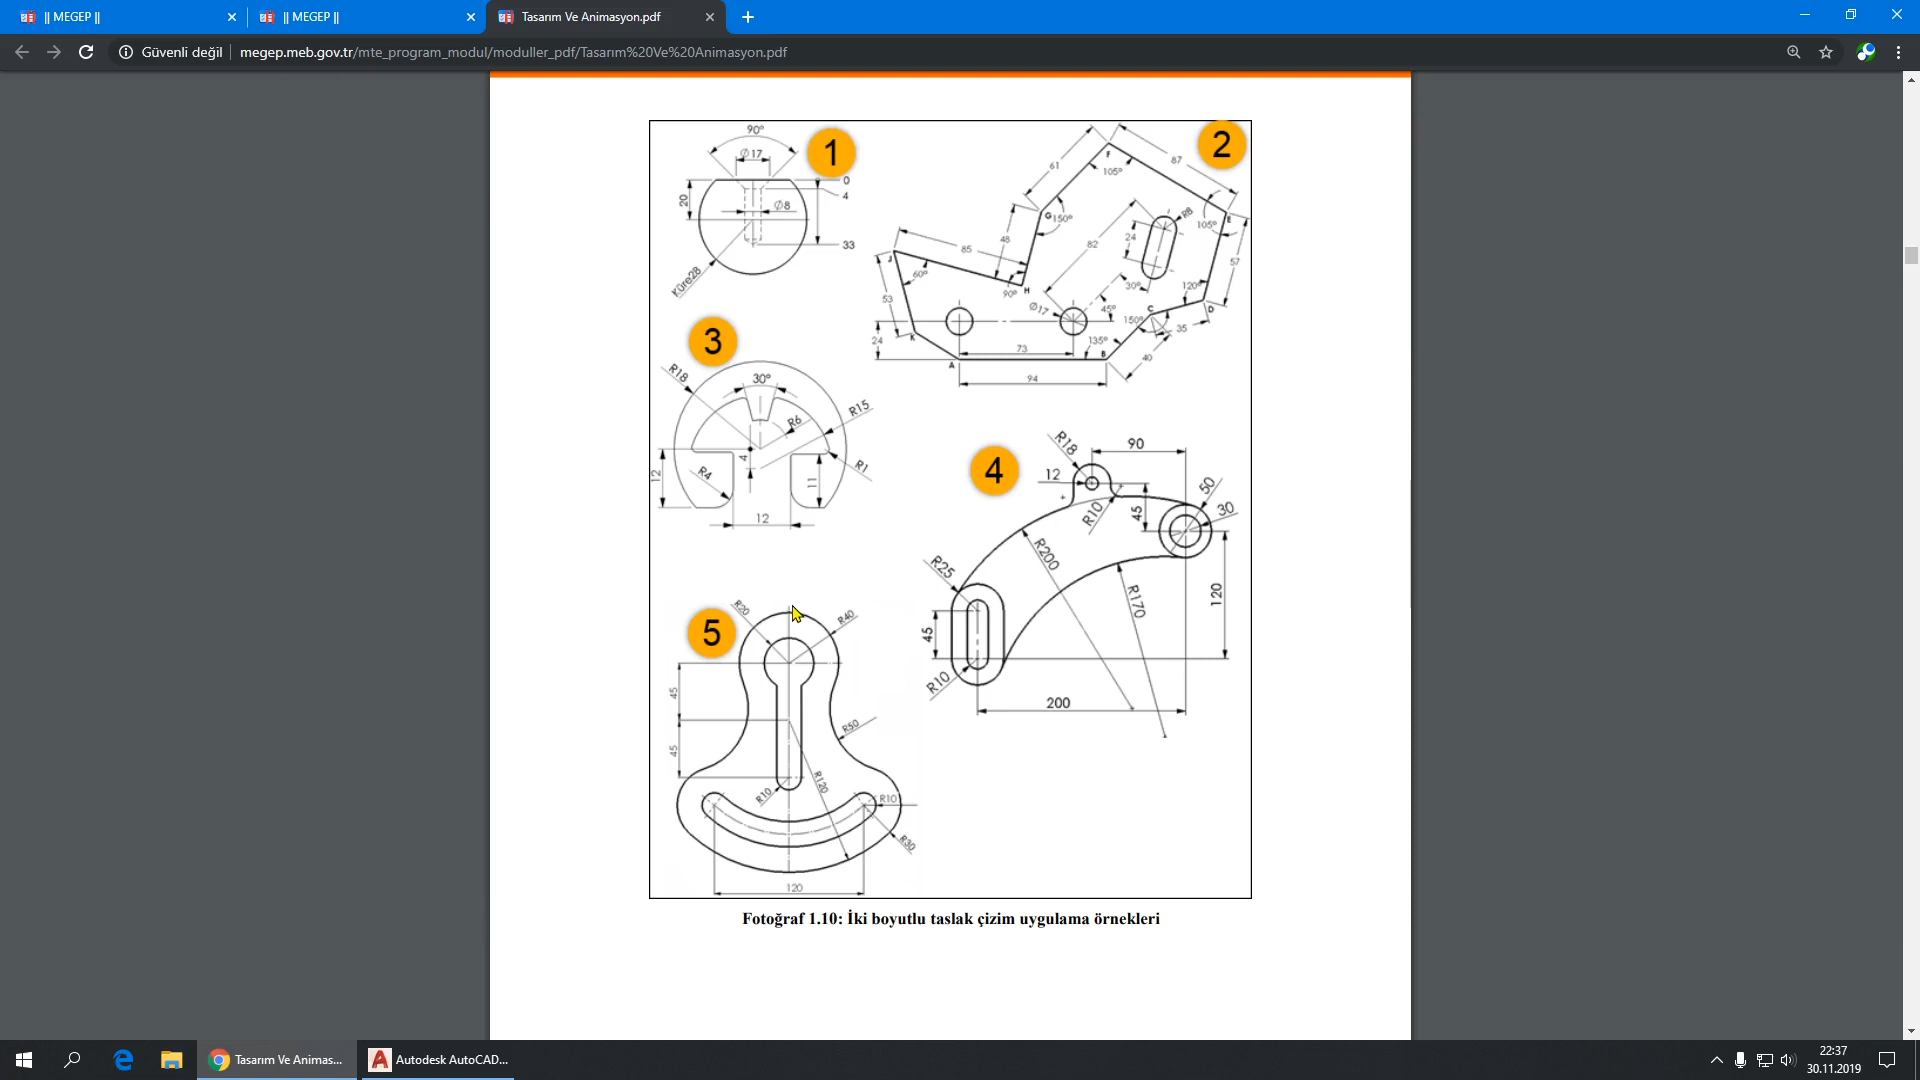 || MEGEP ||
|| MEGEP ||
Tasarım Ve Animasyon.pdf
Güvenli değil
megep.meb.gov.tr/mte_program_modul/moduller_pdf/Tasarım%20Ve%20Animasyon.pdf
1
90°
Ø17
0
4
20
Ø8
33
Küre28
2
61
F
87
105°
G
150°
R8
E
105°
24
82
48
85
J
60°
57
H
90°
30°
120°
53
Ø17
45°
C
D
150°
35
K
24
135°
73
B
40
A
94
3
R18
30°
R15
R6
4
R1
12
R4
11
12
4
R18
90
12
50
R10
45
30
R200
R25
R170
120
45
R10
200
5
R20
R40
45
R50
45
R120
R10
R10
R30
120
Fotoğraf 1.10: İki boyutlu taslak çizim uygulama örnekleri
Tasarım Ve Animas...
Autodesk AutoCAD...
22:37
30.11.2019